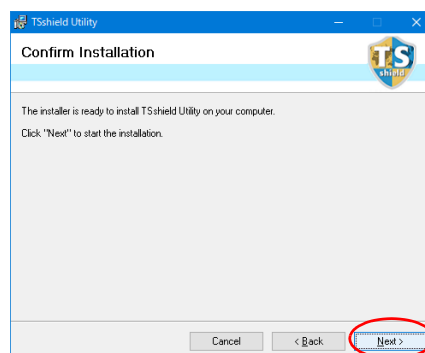 TSshield Utility
Confirm Installation
TS
shield
The installer is ready to install TSshield Utility on your computer.
Click "Next" to start the installation.
Cancel
< Back
Next >